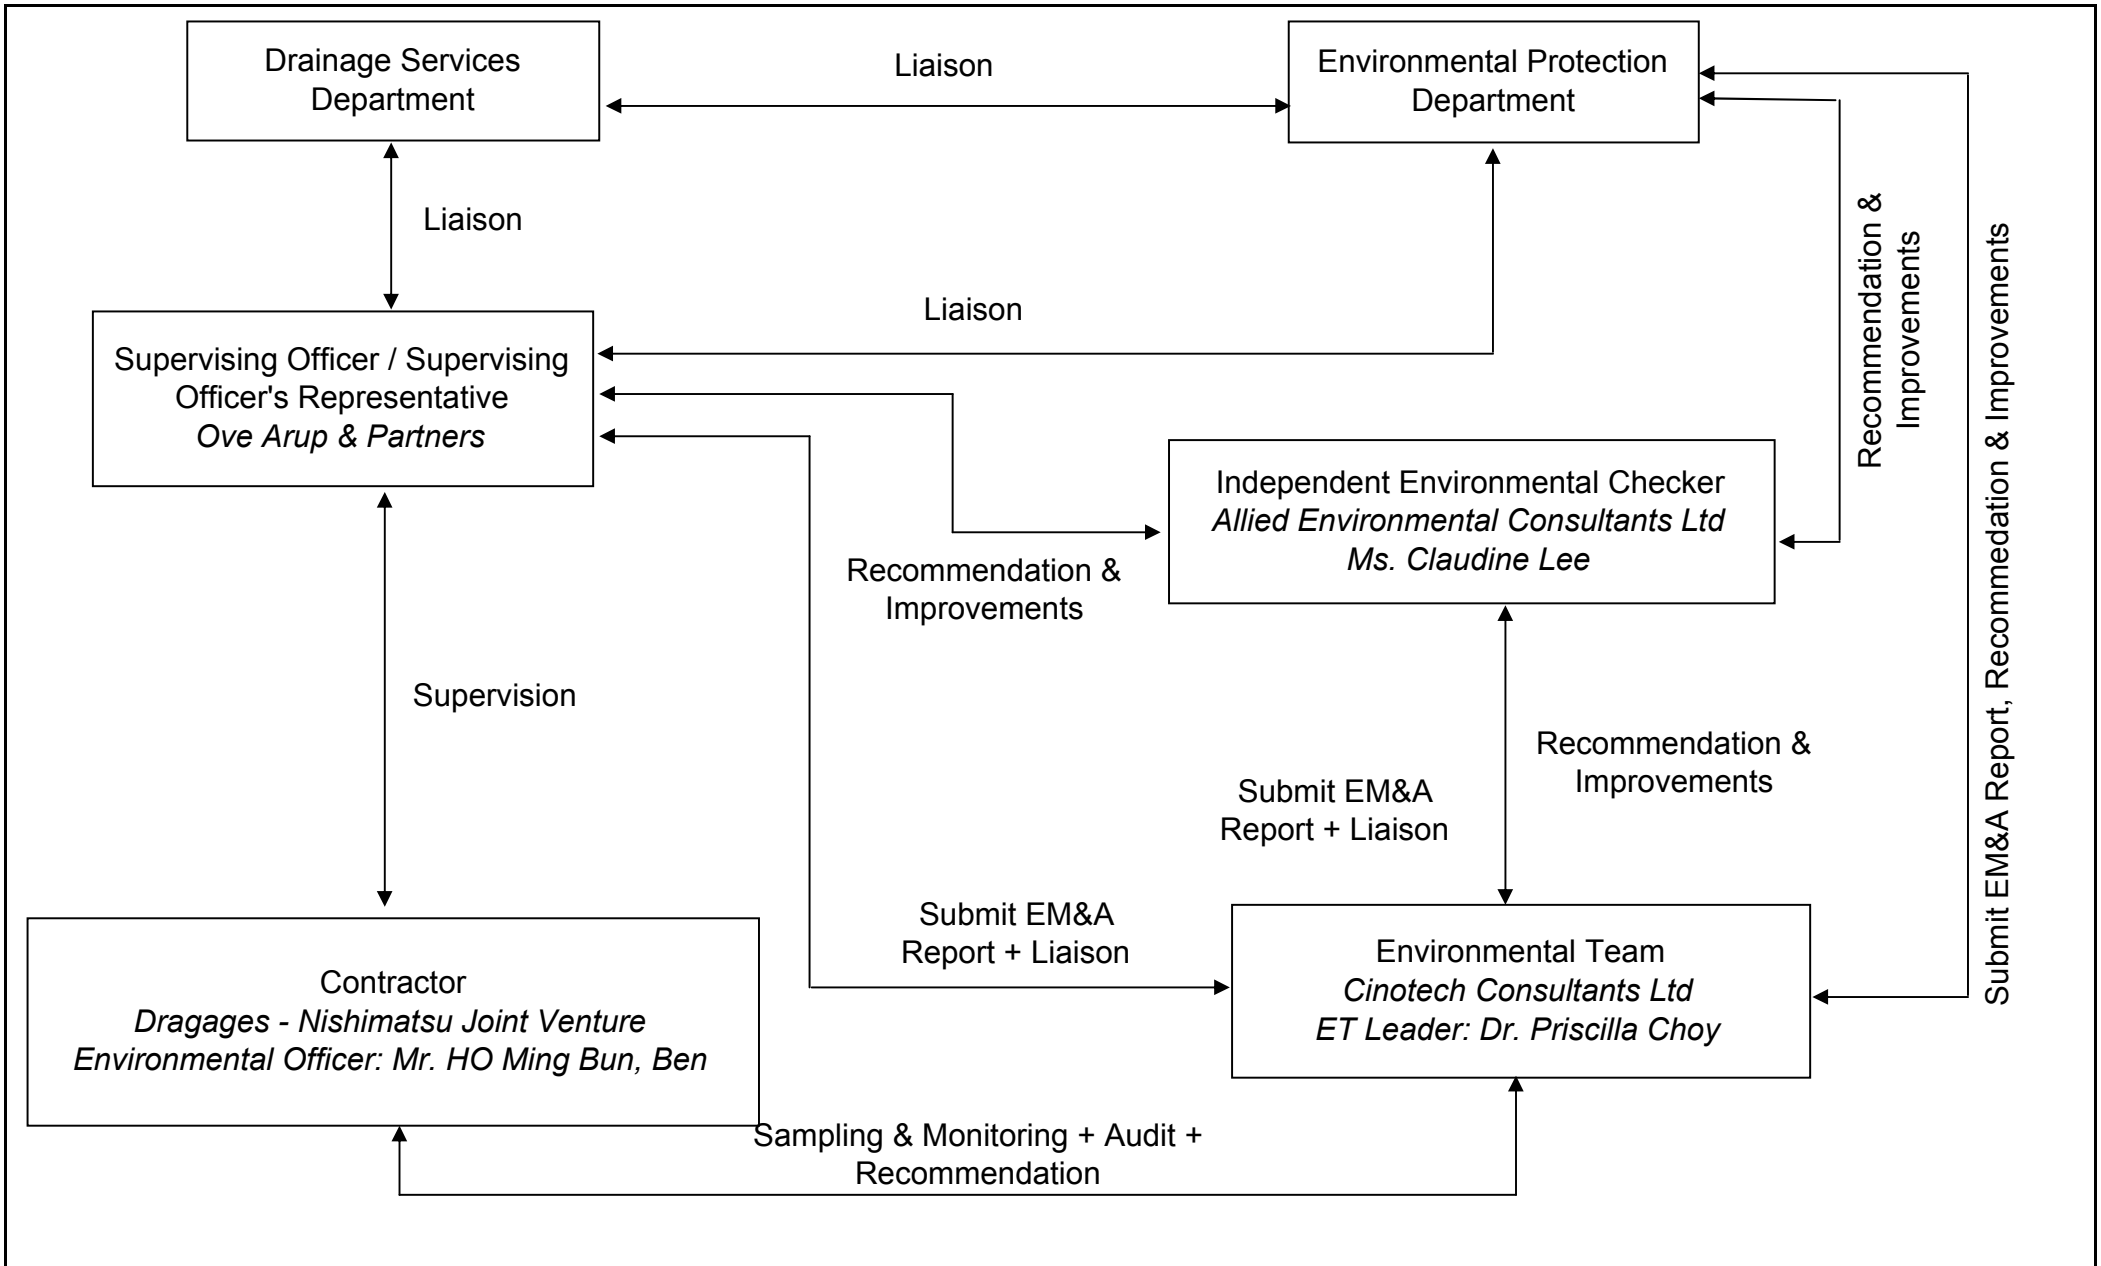 Drainage Services
Department
Liaison
Environmental Protection
Department
Liaison
Recommendation &
Improvements
Submit EM&A Report, Recommedation & Improvements
Liaison
Supervising Officer / Supervising
Officer's Representative
Ove Arup & Partners
Independent Environmental Checker
Allied Environmental Consultants Ltd
Ms. Claudine Lee
Recommendation &
Improvements
Supervision
Recommendation &
Improvements
Submit EM&A
Report + Liaison
Submit EM&A
Report + Liaison
Environmental Team
Cinotech Consultants Ltd
ET Leader: Dr. Priscilla Choy
Contractor
Dragages - Nishimatsu Joint Venture
Environmental Officer: Mr. HO Ming Bun, Ben
Sampling & Monitoring + Audit +
Recommendation